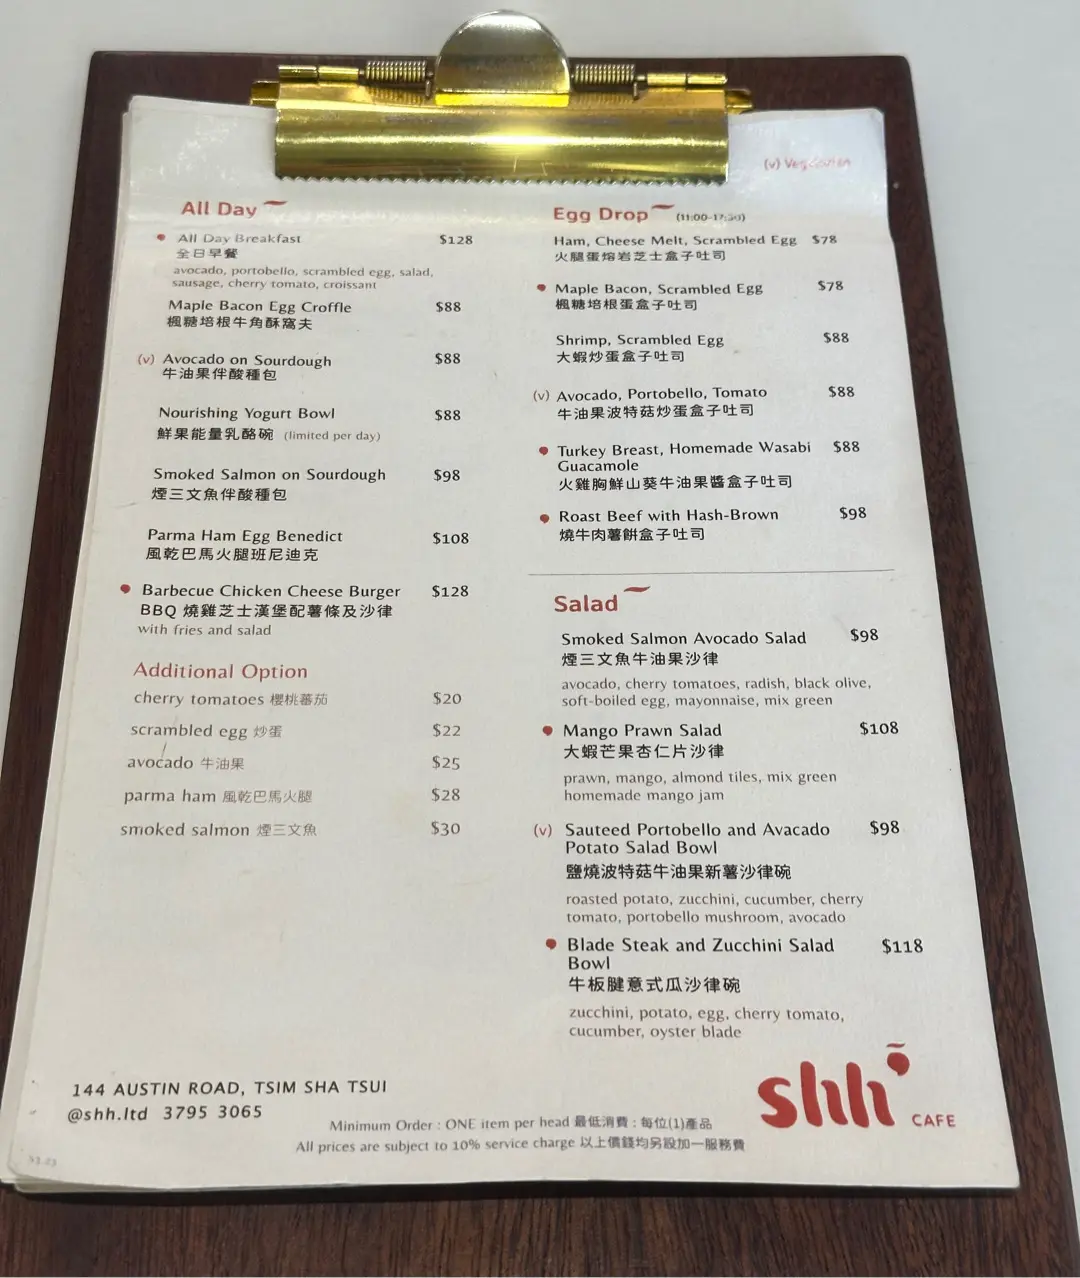 (v) Vegetarian
All Day
All Day Breakfast $128
全日早餐
avocado, portobello, scrambled egg, salad,
sausage, cherry tomato, croissant
Maple Bacon Egg Croffle $88
楓糖培根牛角酥窩夫
(v) Avocado on Sourdough $88
牛油果伴酸種包
Nourishing Yogurt Bowl $88
鮮果能量乳酪碗 (limited per day)
Smoked Salmon on Sourdough $98
煙三文魚伴酸種包
Parma Ham Egg Benedict $108
風乾巴馬火腿班尼迪克
Barbecue Chicken Cheese Burger $128
BBQ 燒雞芝士漢堡配薯條及沙律
with fries and salad
Additional Option
cherry tomatoes 櫻桃蕃茄 $20
scrambled egg 炒蛋 $22
avocado 牛油果 $25
parma ham 風乾巴馬火腿 $28
smoked salmon 煙三文魚 $30
Egg Drop (11:00-17:30)
Ham, Cheese Melt, Scrambled Egg $78
火腿蛋熔岩芝士盒子吐司
Maple Bacon, Scrambled Egg $78
楓糖培根蛋盒子吐司
Shrimp, Scrambled Egg $88
大蝦炒蛋盒子吐司
(v) Avocado, Portobello, Tomato $88
牛油果波特菇炒蛋盒子吐司
Turkey Breast, Homemade Wasabi $88
Guacamole
火雞胸鮮山葵牛油果醬盒子吐司
Roast Beef with Hash-Brown $98
燒牛肉薯餅盒子吐司
Salad
Smoked Salmon Avocado Salad $98
煙三文魚牛油果沙律
avocado, cherry tomatoes, radish, black olive,
soft-boiled egg, mayonnaise, mix green
Mango Prawn Salad $108
大蝦芒果杏仁片沙律
prawn, mango, almond tiles, mix green
homemade mango jam
(v) Sauteed Portobello and Avacado $98
Potato Salad Bowl
鹽燒波特菇牛油果新薯沙律碗
roasted potato, zucchini, cucumber, cherry
tomato, portobello mushroom, avocado
Blade Steak and Zucchini Salad $118
Bowl
牛板腱意式瓜沙律碗
zucchini, potato, egg, cherry tomato,
cucumber, oyster blade
144 AUSTIN ROAD, TSIM SHA TSUI
@shh.ltd 3795 3065
shh CAFE
Minimum Order : ONE item per head 最低消費 : 每位(1)產品
All prices are subject to 10% service charge 以上價錢均另設加一服務費